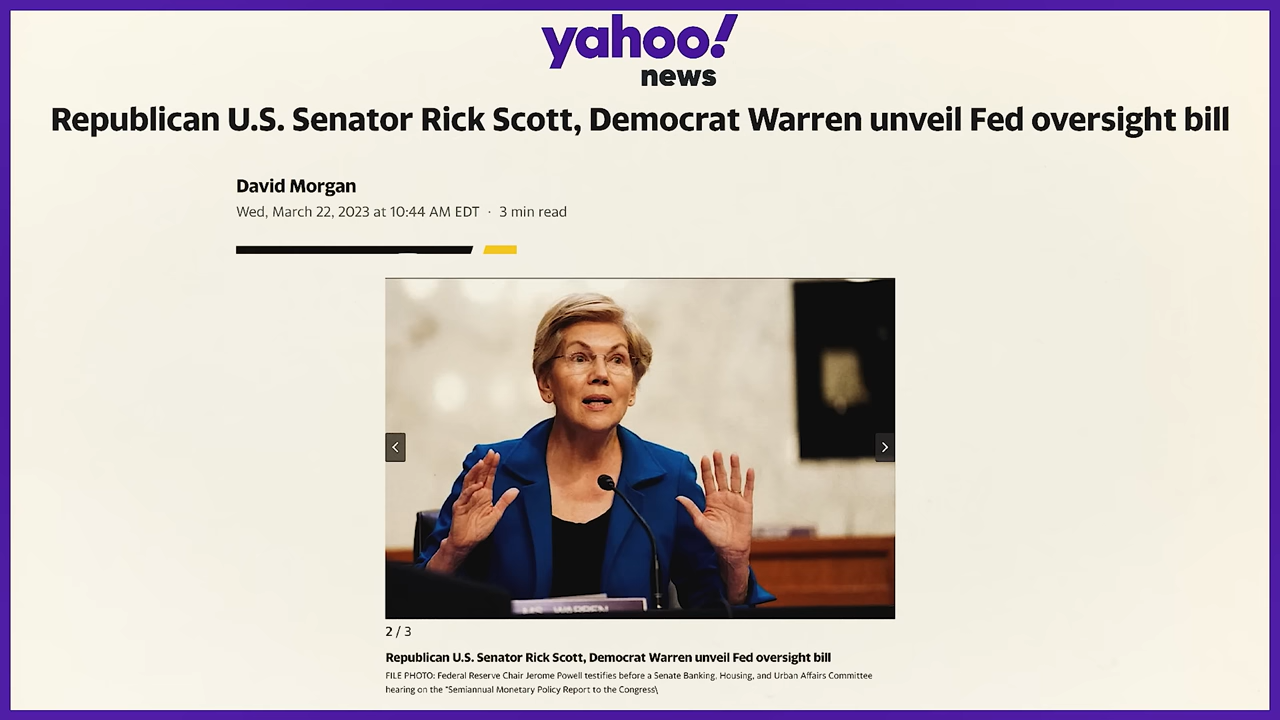 yahoo!
news
Republican U.S. Senator Rick Scott, Democrat Warren unveil Fed oversight bill
David Morgan
Wed, March 22, 2023 at 10:44 AM EDT · 3 min read
MS. WARREN
2 / 3
Republican U.S. Senator Rick Scott, Democrat Warren unveil Fed oversight bill
FILE PHOTO: Federal Reserve Chair Jerome Powell testifies before a Senate Banking, Housing, and Urban Affairs Committee
hearing on the "Semiannual Monetary Policy Report to the Congress\